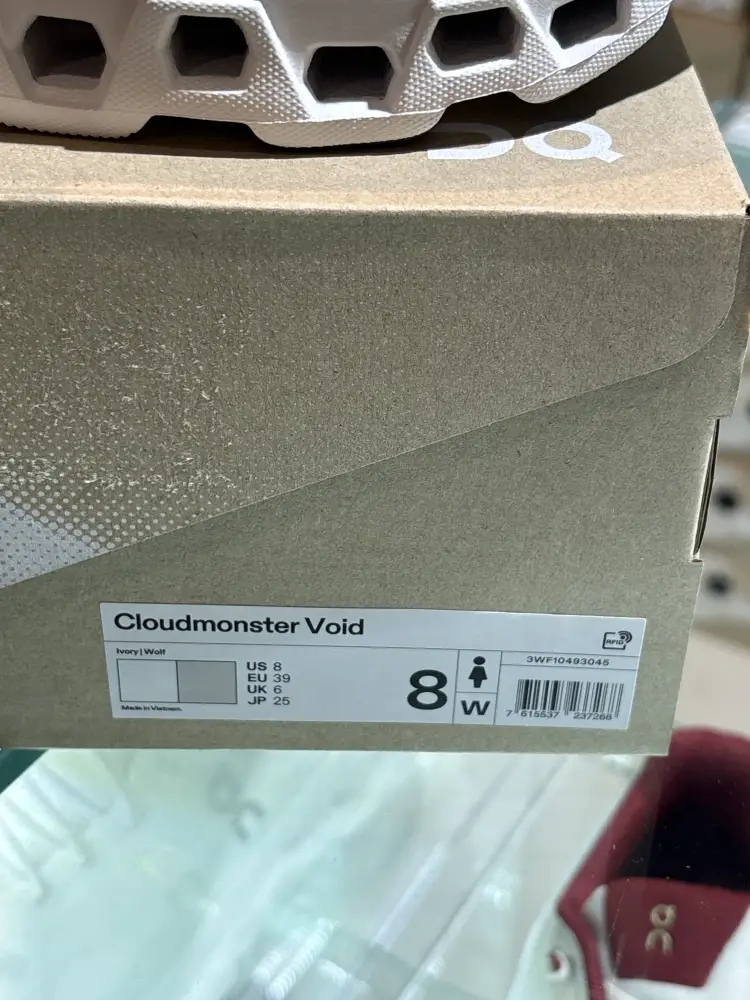 Cloudmonster Void
RFID
Ivory | Wolf
US 8
EU 39
UK 6
JP 25
Made in Vietnam.
8
W
3WF10493045
7 615537 237268